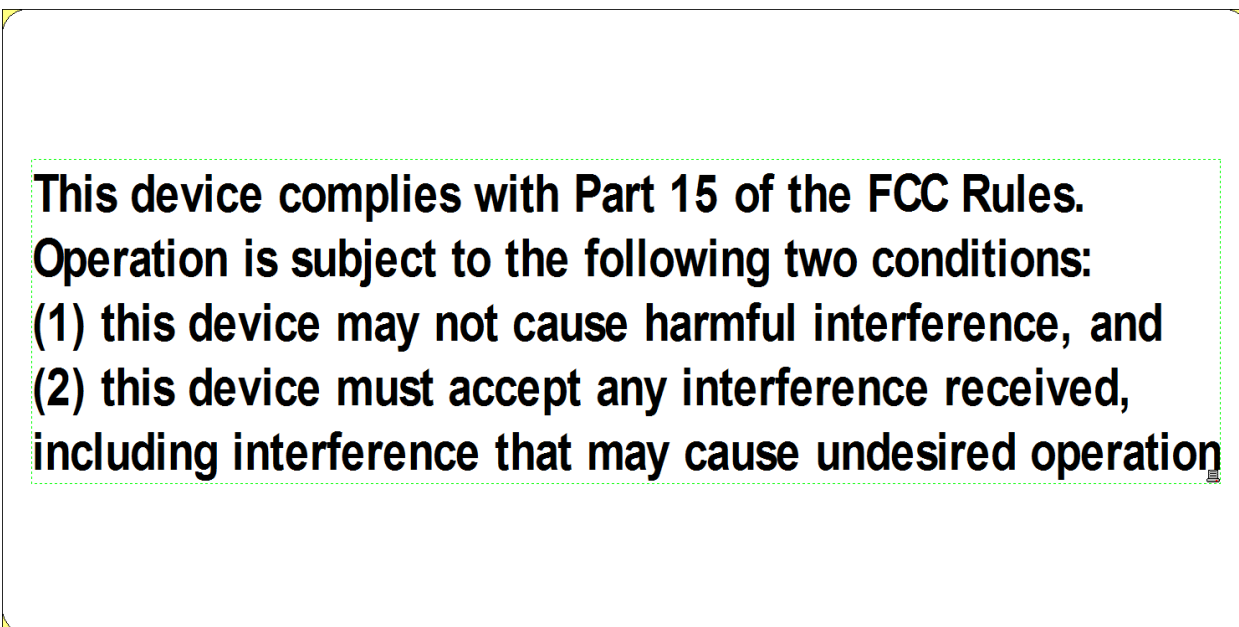 This device complies with Part 15 of the FCC Rules.
Operation is subject to the following two conditions:
(1) this device may not cause harmful interference, and
(2) this device must accept any interference received,
including interference that may cause undesired operation